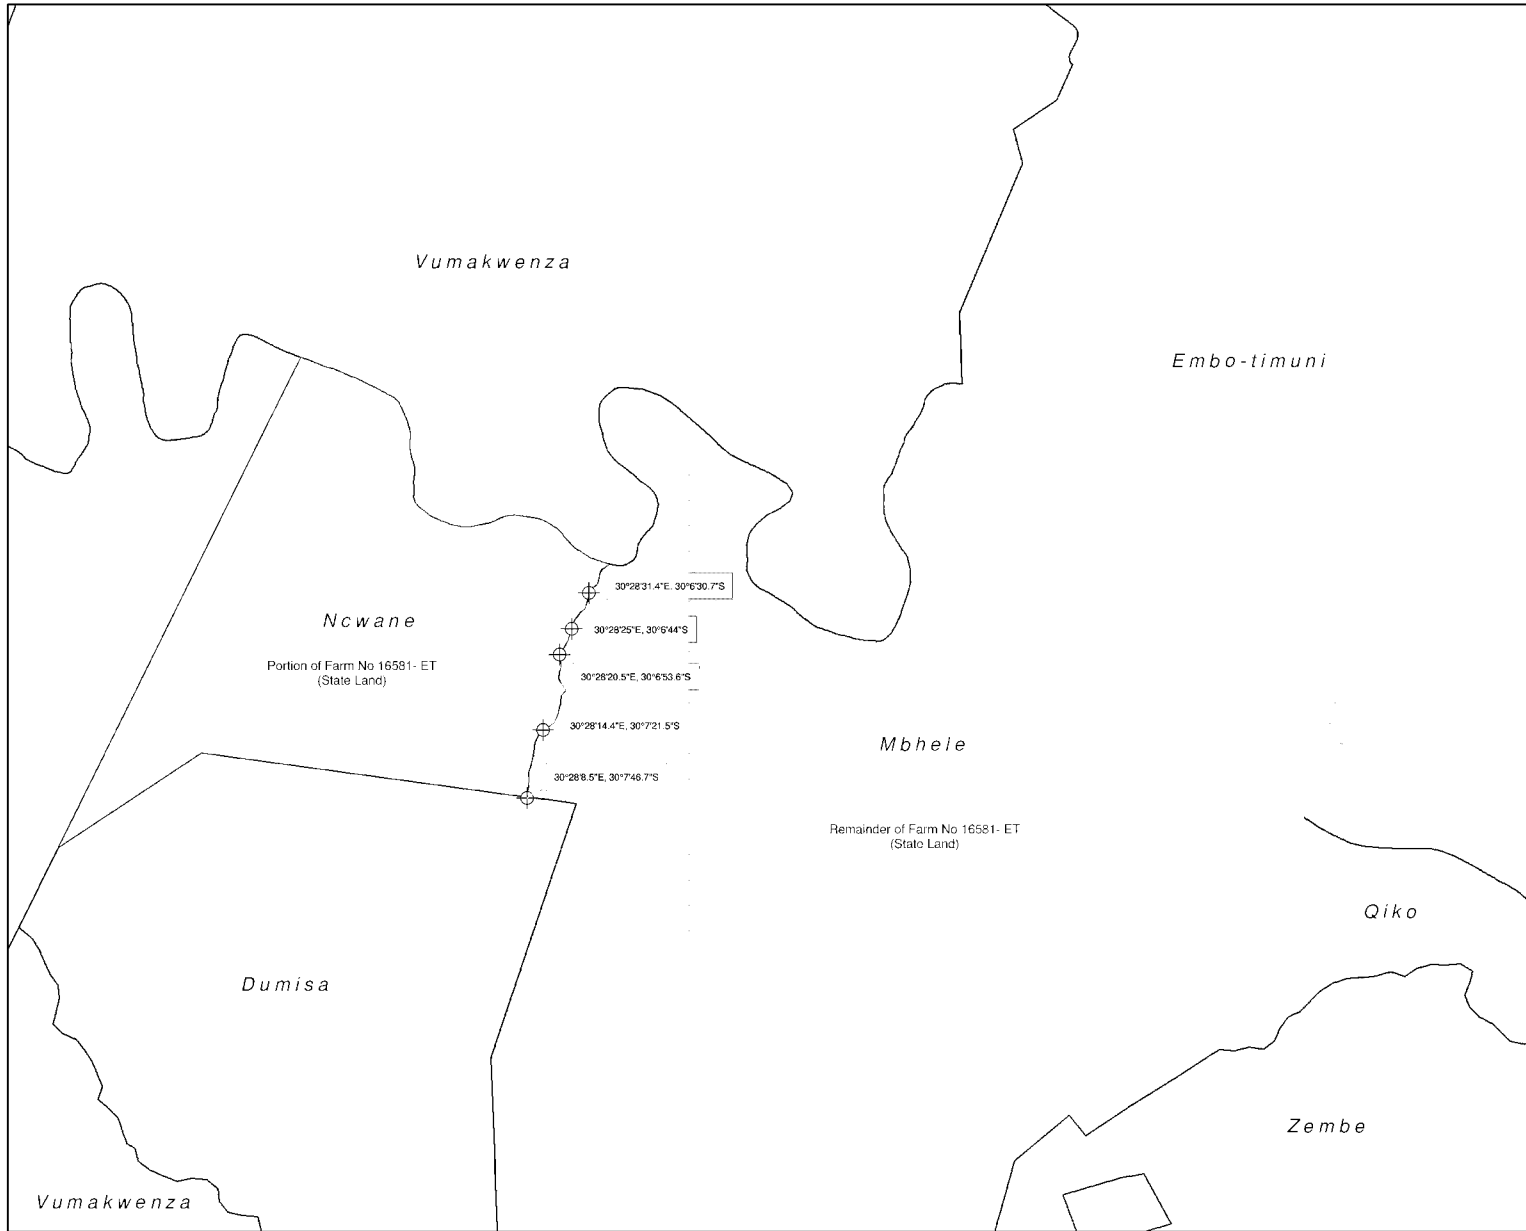 Vumakwenza
Embo-timuni
30°28'31.4"E, 30°6'30.7"S
Ncwane
30°28'25"E, 30°6'44"S
Portion of Farm No 16581- ET
(State Land)
30°28'20.5"E, 30°6'53.6"S
30°28'14.4"E, 30°7'21.5"S
Mbhele
30°28'8.5"E, 30°7'46.7"S
Remainder of Farm No 16581- ET
(State Land)
Qiko
Dumisa
Zembe
Vumakwenza